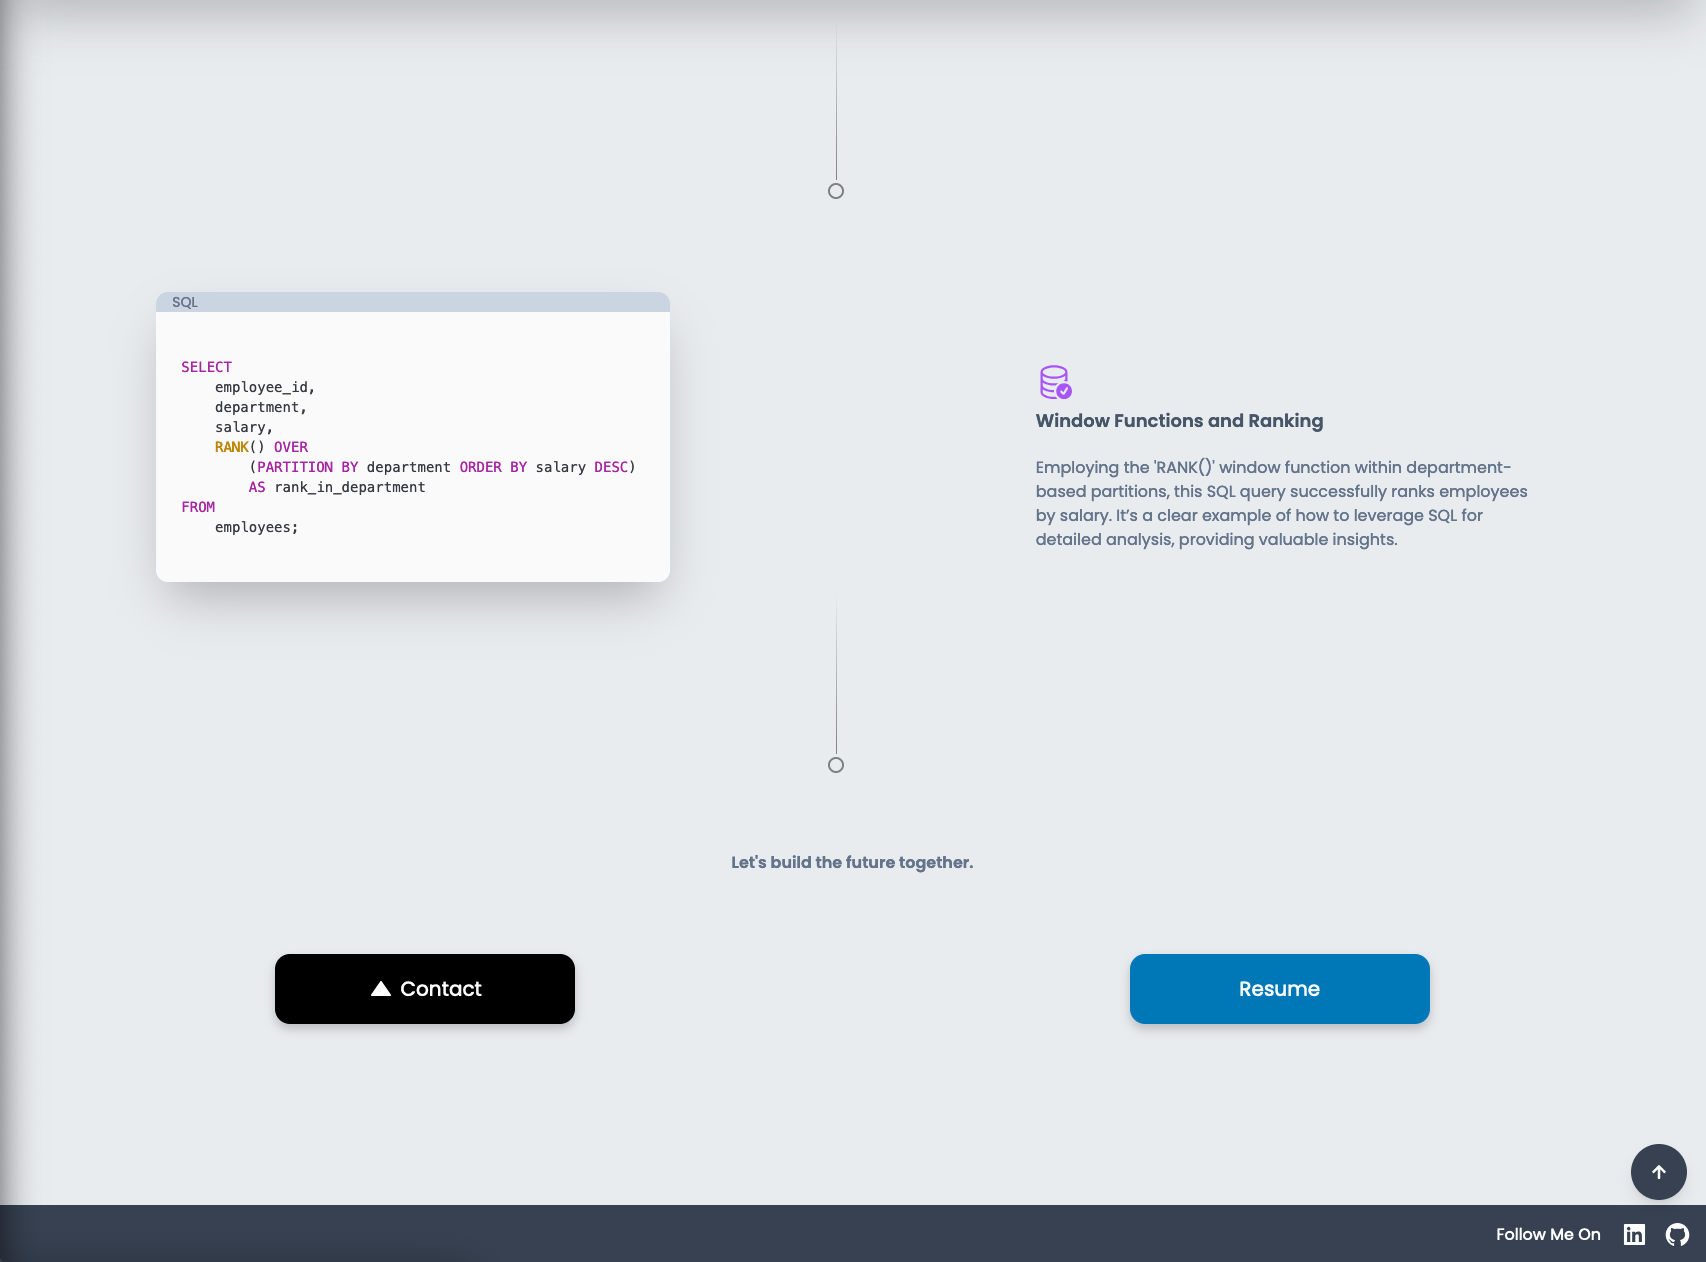 SQL
SELECT
    employee_id,
    department,
    salary,
    RANK() OVER
        (PARTITION BY department ORDER BY salary DESC)
        AS rank_in_department
FROM
    employees;
Window Functions and Ranking
Employing the 'RANK()' window function within department-
based partitions, this SQL query successfully ranks employees
by salary. It’s a clear example of how to leverage SQL for
detailed analysis, providing valuable insights.
Let's build the future together.
Contact
Resume
Follow Me On